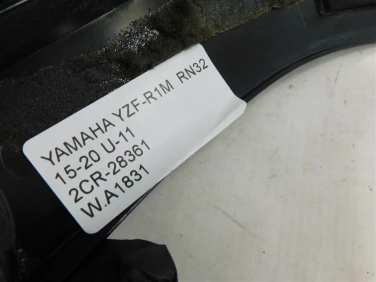 YAMAHA YZF-R1M RN32
15-20 U-11
2CR-28361
W.A1831